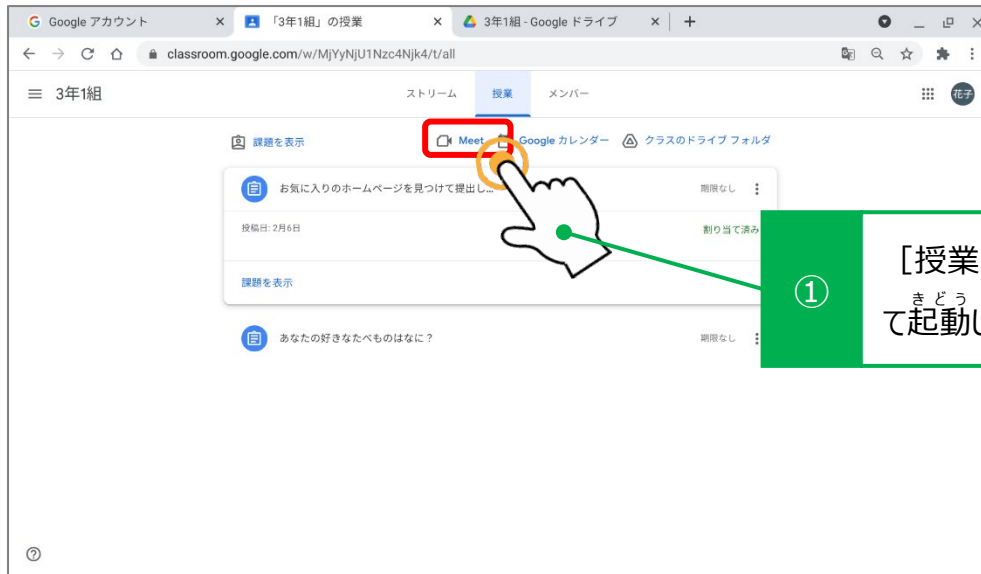 Google アカウント
「3年1組」の授業
3年1組 - Google ドライブ
classroom.google.com/w/MjYyNjU1Nzc4Njk4/t/all
3年1組
ストリーム
授業
メンバー
花子
課題を表示
Meet
Google カレンダー
クラスのドライブ フォルダ
お気に入りのホームページを見つけて提出し...
期限なし
投稿日: 2月6日
割り当て済み
課題を表示
①
[授業
きどう
て起動し
あなたの好きなたべものはなに?
期限なし